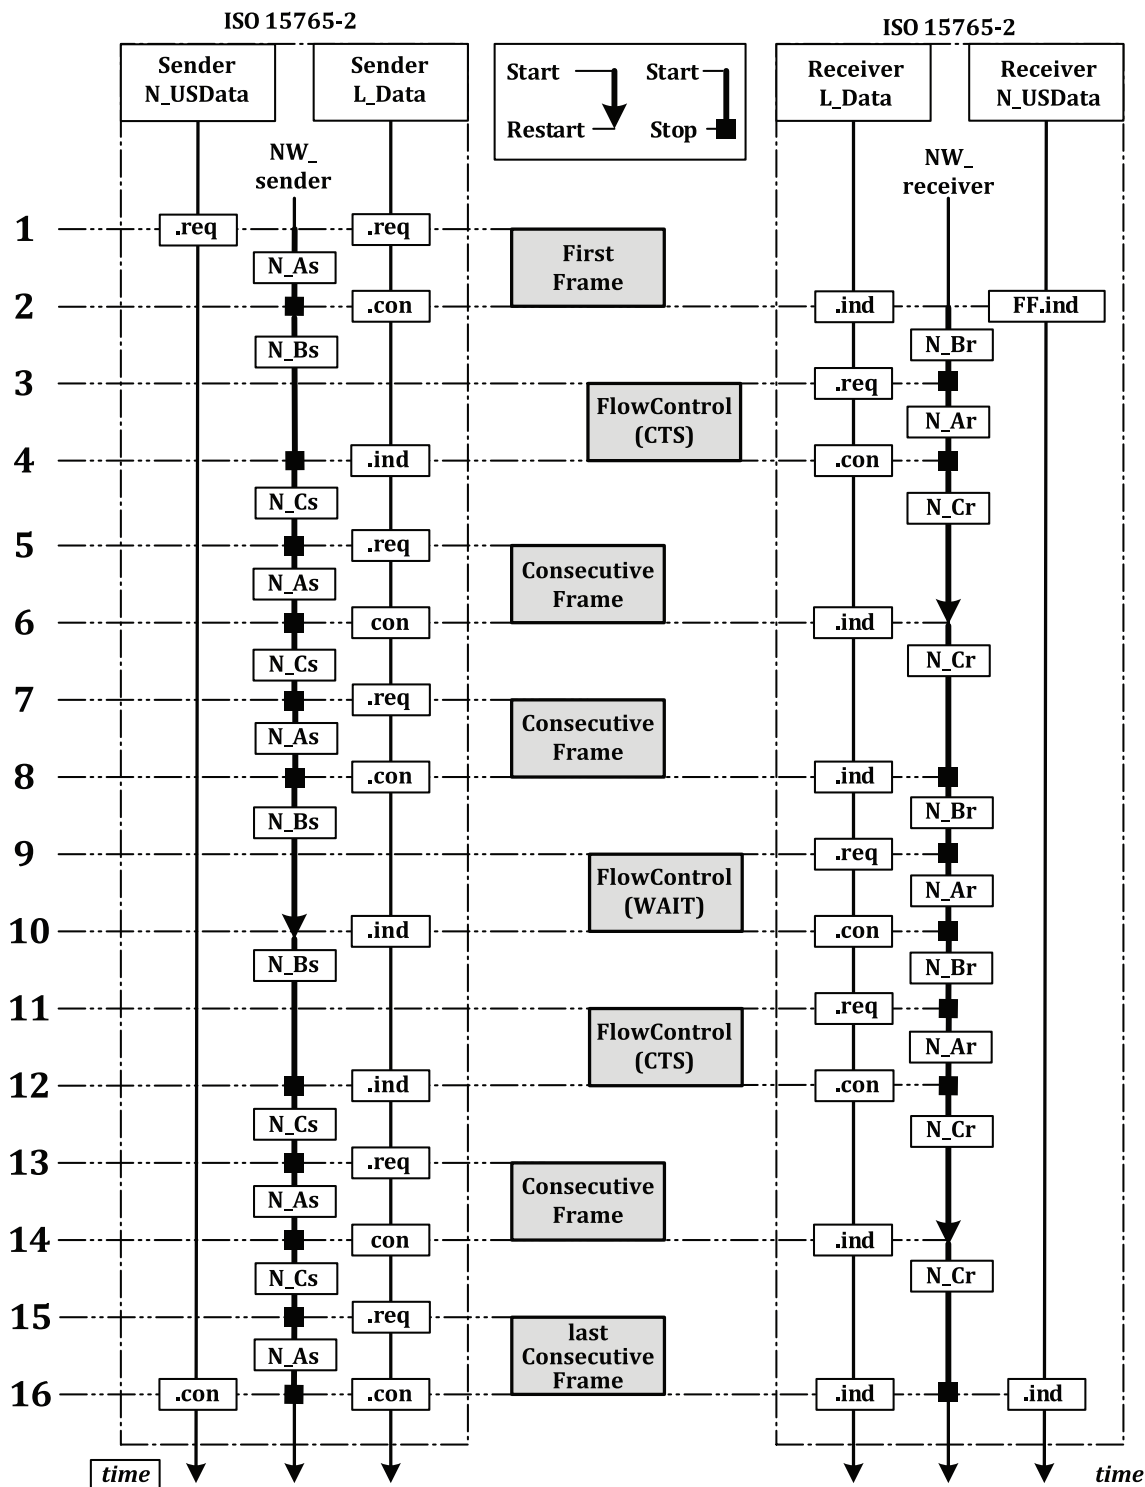 ISO 15765-2
ISO 15765-2
Sender
N_USData
Sender
L_Data
Start
Restart
Start
Stop
Receiver
L_Data
Receiver
N_USData
NW_
sender
NW_
receiver
1
.req
.req
First
Frame
N_As
2
.con
.ind
FF.ind
N_Bs
N_Br
3
.req
FlowControl
(CTS)
N_Ar
4
.ind
.con
N_Cs
N_Cr
5
.req
Consecutive
Frame
N_As
6
con
.ind
N_Cs
N_Cr
7
.req
Consecutive
Frame
N_As
8
.con
.ind
N_Bs
N_Br
9
.req
FlowControl
(WAIT)
N_Ar
10
.ind
.con
N_Bs
N_Br
11
.req
FlowControl
(CTS)
N_Ar
12
.ind
.con
N_Cs
N_Cr
13
.req
Consecutive
Frame
N_As
14
con
.ind
N_Cs
N_Cr
15
.req
last
Consecutive
Frame
N_As
16
.con
.con
.ind
.ind
time
time